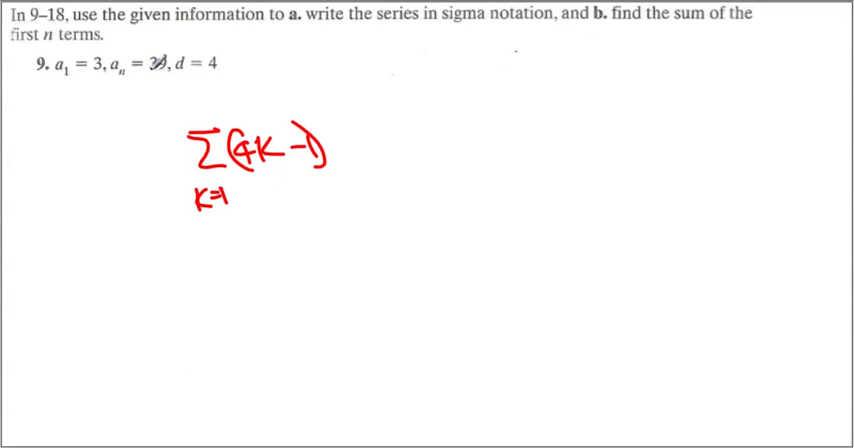 In 9–18, use the given information to a. write the series in sigma notation, and b. find the sum of the
first n terms.
9. a₁ = 3, aₙ = , d = 4
Σ(4K -1)
K=1